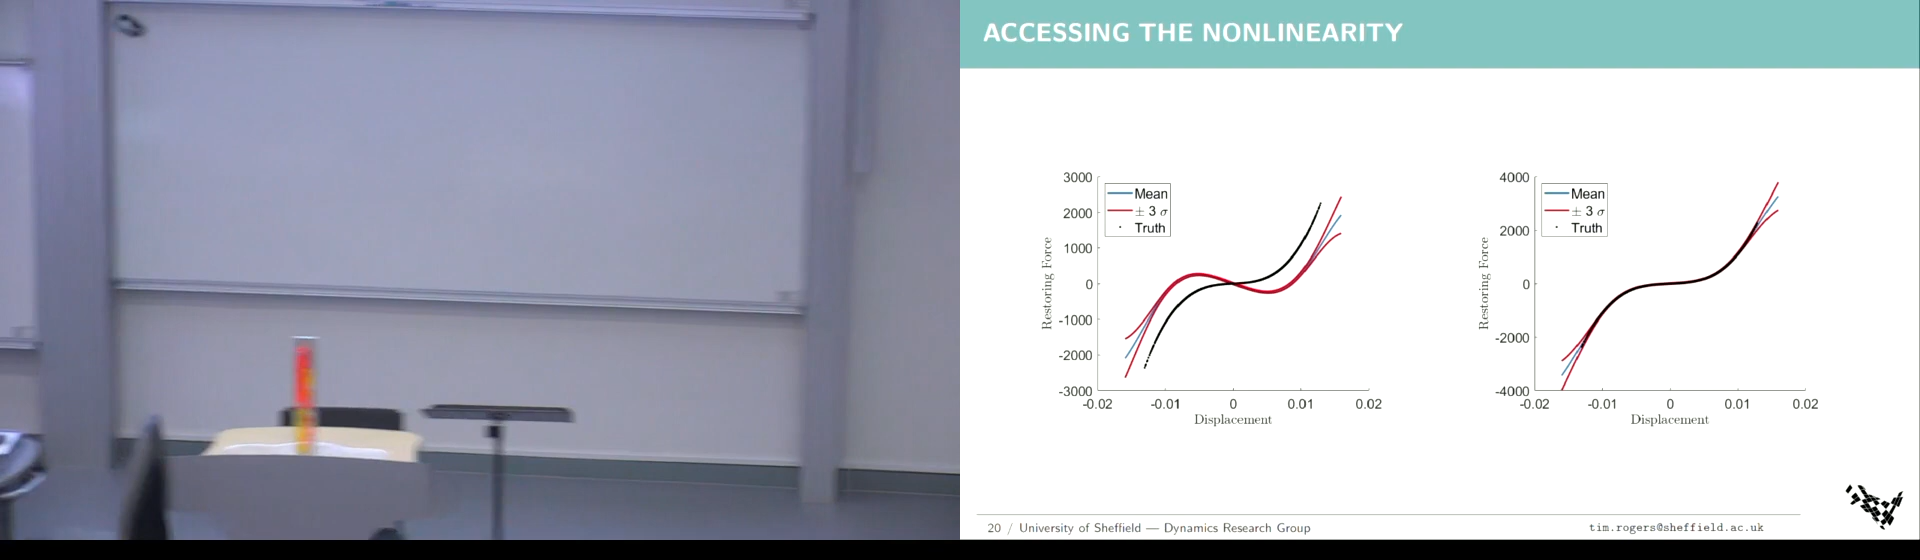 ACCESSING THE NONLINEARITY
3000
2000
1000
0
-1000
-2000
-3000
-0.02 -0.01 0 0.01 0.02
Restoring Force
Displacement
Mean
± 3 σ
Truth
4000
2000
0
-2000
-4000
-0.02 -0.01 0 0.01 0.02
Restoring Force
Displacement
Mean
± 3 σ
Truth
20 / University of Sheffield — Dynamics Research Group
tim.rogers@sheffield.ac.uk